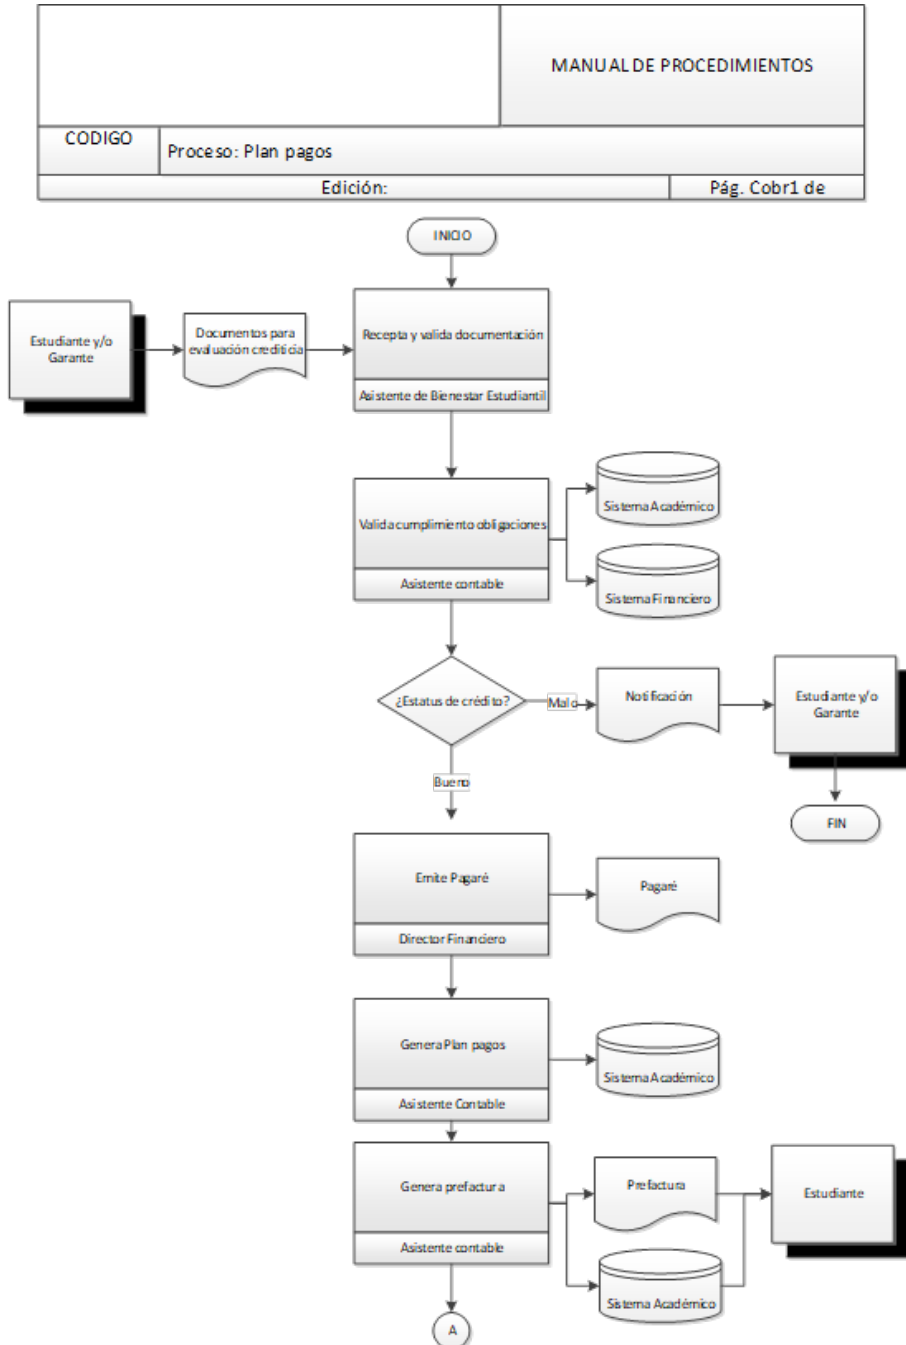 MANUAL DE PROCEDIMIENTOS
CODIGO
Proceso: Plan pagos
Edición:
Pág. Cobr1 de
INICIO
Estudiante y/o
Garante
Documentos para
evaluación crediticia
Recepta y valida documentación
Asistente de Bienestar Estudiantil
Valida cumplimiento obligaciones
Asistente contable
Sistema Académico
Sistema Financiero
¿Estatus de crédito?
Malo
Notificación
Estudiante y/o
Garante
Bueno
FIN
Emite Pagaré
Director Financiero
Pagaré
Genera Plan pagos
Asistente Contable
Sistema Académico
Genera prefactura
Asistente contable
Prefactura
Sistema Académico
Estudiante
A